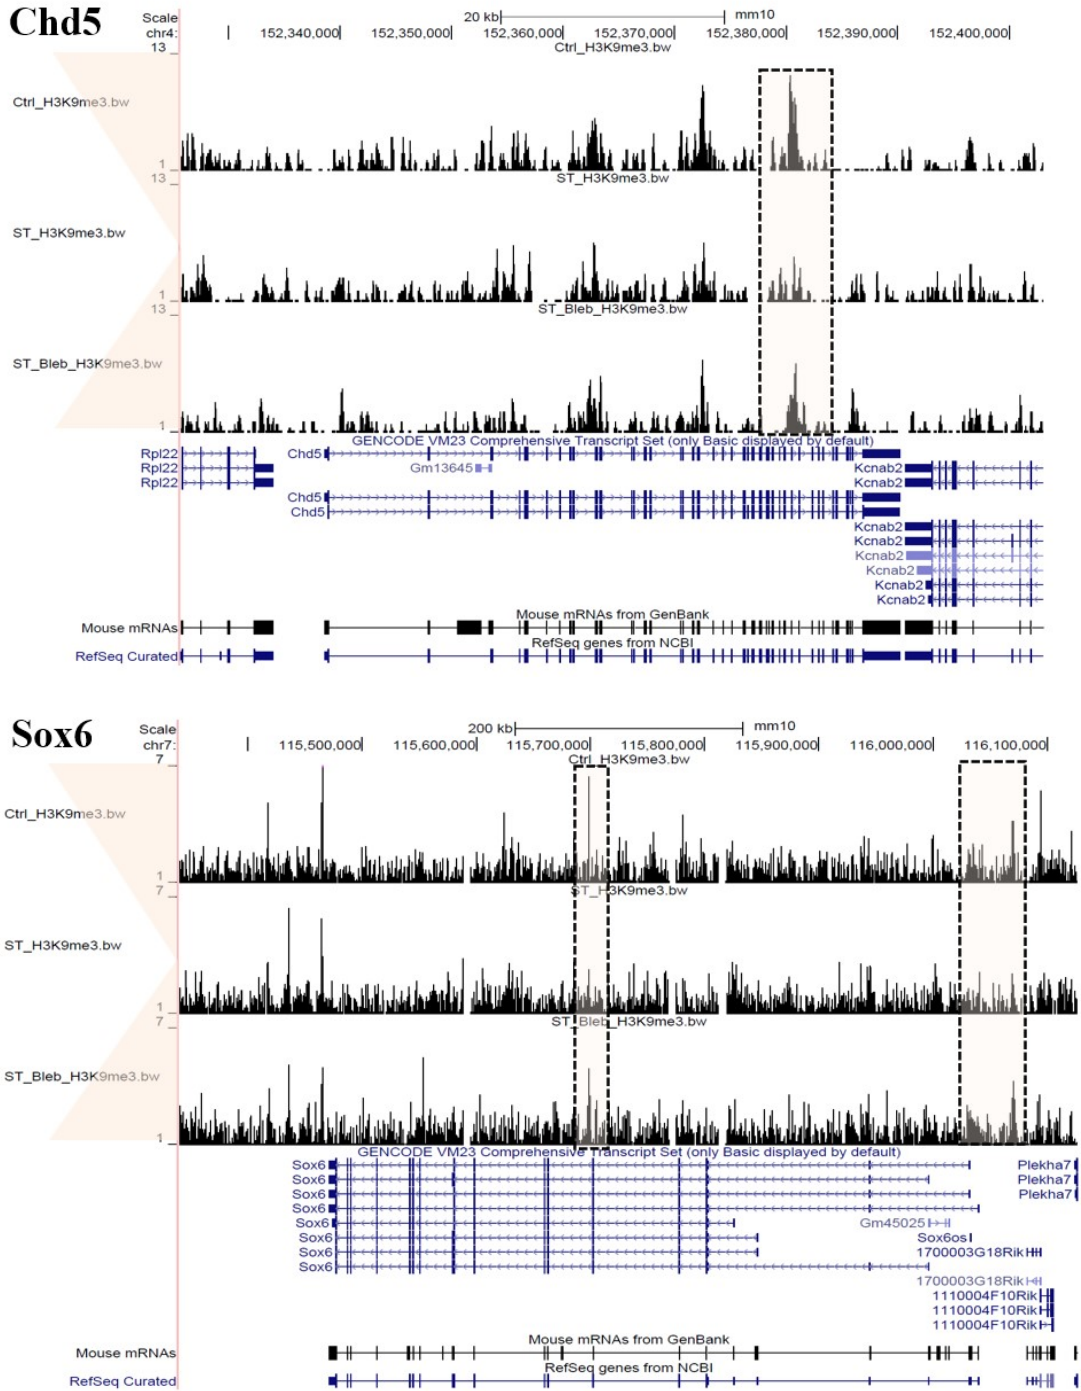 Chd5
Scale 20 kb mm10
chr4: 152,340,000 152,350,000 152,360,000 152,370,000 152,380,000 152,390,000 152,400,000
13 _ Ctrl_H3K9me3.bw
Ctrl_H3K9me3.bw
1 _
13 _ ST_H3K9me3.bw
ST_H3K9me3.bw
1 _
13 _ ST_Bleb_H3K9me3.bw
ST_Bleb_H3K9me3.bw
1 _
GENCODE VM23 Comprehensive Transcript Set (only Basic displayed by default)
Rpl22 Chd5
Rpl22 Gm13645 Kcnab2
Rpl22 Kcnab2
Chd5
Chd5
Kcnab2
Kcnab2
Kcnab2
Kcnab2
Kcnab2
Kcnab2
Mouse mRNAs from GenBank
Mouse mRNAs
RefSeq genes from NCBI
RefSeq Curated
Sox6
Scale 200 kb mm10
chr7: 115,500,000 115,600,000 115,700,000 115,800,000 115,900,000 116,000,000 116,100,000
7 _ Ctrl_H3K9me3.bw
Ctrl_H3K9me3.bw
1 _
7 _ ST_H3K9me3.bw
ST_H3K9me3.bw
1 _
7 _ ST_Bleb_H3K9me3.bw
ST_Bleb_H3K9me3.bw
1 _
GENCODE VM23 Comprehensive Transcript Set (only Basic displayed by default)
Sox6 Plekha7
Sox6 Plekha7
Sox6 Plekha7
Sox6
Sox6 Gm45025
Sox6 Sox6os
Sox6 1700003G18Rik
Sox6
1700003G18Rik
1110004F10Rik
1110004F10Rik
1110004F10Rik
Mouse mRNAs from GenBank
Mouse mRNAs
RefSeq genes from NCBI
RefSeq Curated